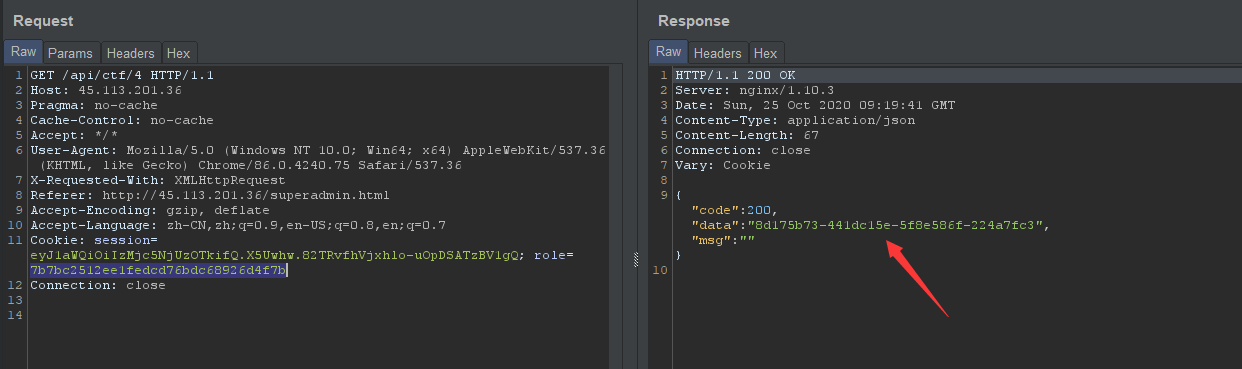 Request
Raw Params Headers Hex
1 GET /api/ctf/4 HTTP/1.1
2 Host: 45.113.201.36
3 Pragma: no-cache
4 Cache-Control: no-cache
5 Accept: */*
6 User-Agent: Mozilla/5.0 (Windows NT 10.0; Win64; x64) AppleWebKit/537.36
(KHTML, like Gecko) Chrome/86.0.4240.75 Safari/537.36
7 X-Requested-With: XMLHttpRequest
8 Referer: http://45.113.201.36/superadmin.html
9 Accept-Encoding: gzip, deflate
10 Accept-Language: zh-CN,zh;q=0.9,en-US;q=0.8,en;q=0.7
11 Cookie: session=
eyJ1aWQiOiIzMjc5NjUzOTkifQ.X5Uwhw.82TRvfhVjxhlo-uOpDSATzBV1gQ; role=
7b7bc2512ee1fedcd76bdc68926d4f7b
12 Connection: close
13
14
Response
Raw Headers Hex
1 HTTP/1.1 200 OK
2 Server: nginx/1.10.3
3 Date: Sun, 25 Oct 2020 09:19:41 GMT
4 Content-Type: application/json
5 Content-Length: 67
6 Connection: close
7 Vary: Cookie
8
9 {
"code":200,
"data":"8d175b73-441dc15e-5f8e586f-224a7fc3",
"msg":""
}
10